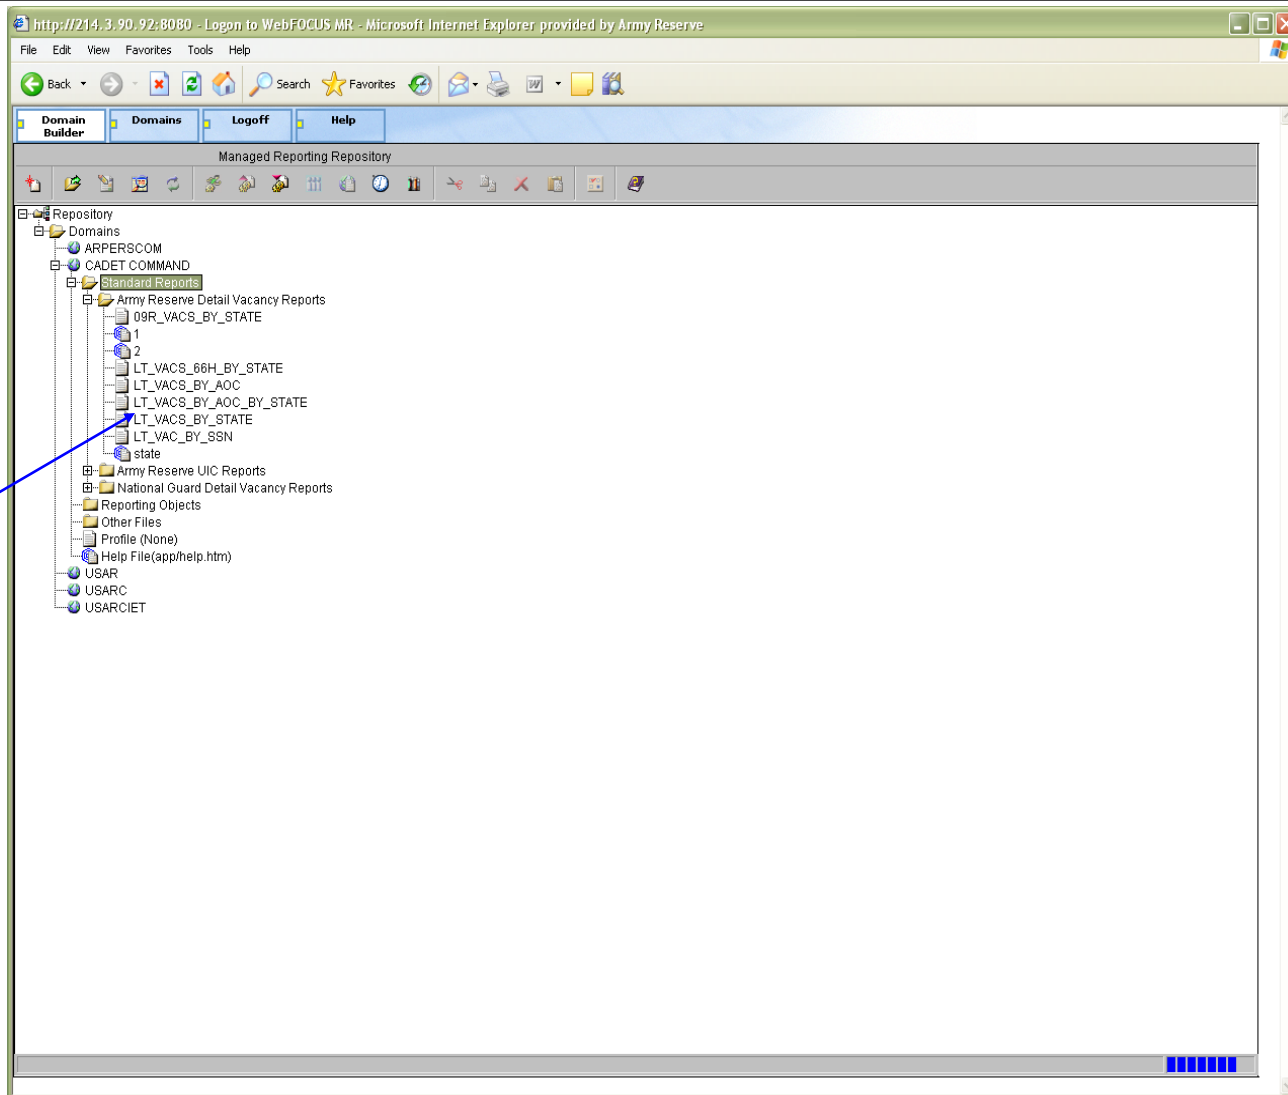 http://214.3.90.92:8080 - Logon to WebFOCUS MR - Microsoft Internet Explorer provided by Army Reserve
File Edit View Favorites Tools Help
Back Search Favorites
Domain Builder Domains Logoff Help
Managed Reporting Repository
Repository
Domains
ARPERSCOM
CADET COMMAND
Standard Reports
Army Reserve Detail Vacancy Reports
09R_VACS_BY_STATE
1
2
LT_VACS_66H_BY_STATE
LT_VACS_BY_AOC
LT_VACS_BY_AOC_BY_STATE
LT_VACS_BY_STATE
LT_VAC_BY_SSN
state
Army Reserve UIC Reports
National Guard Detail Vacancy Reports
Reporting Objects
Other Files
Profile (None)
Help File(app/help.htm)
USAR
USARC
USARCIET